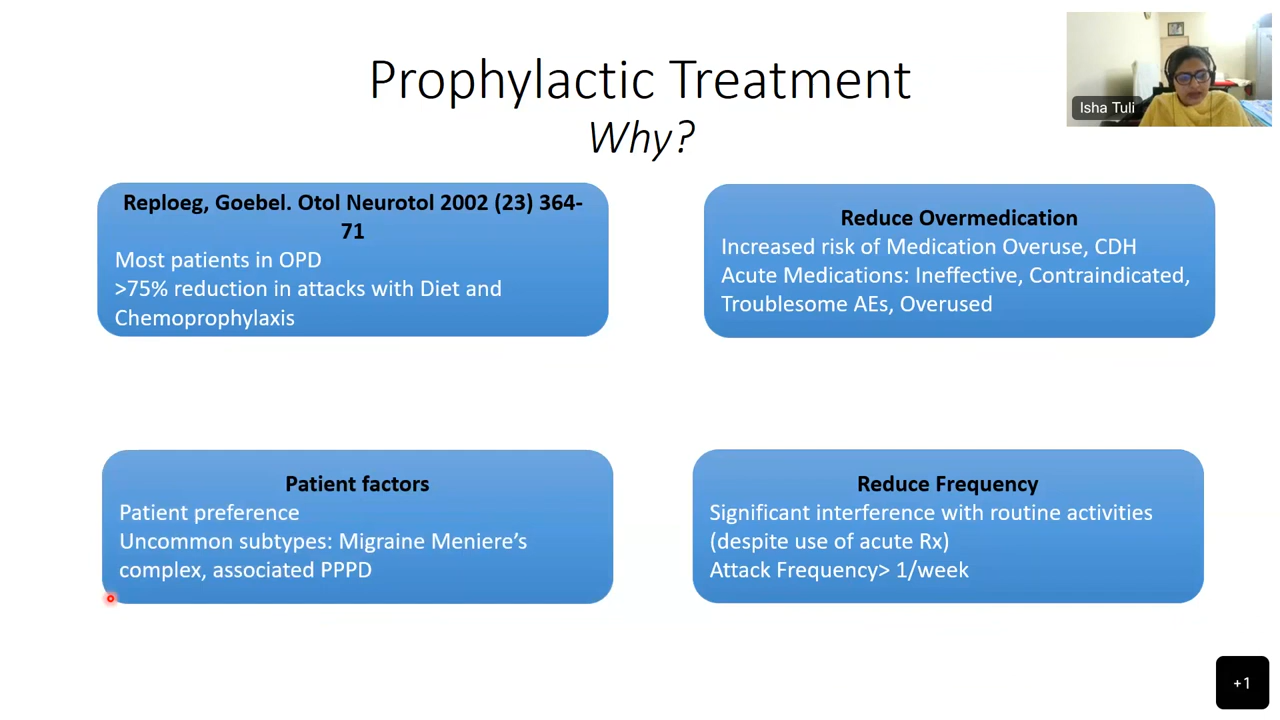 Prophylactic Treatment
Why?
Isha Tuli
Reploeg, Goebel. Otol Neurotol 2002 (23) 364-
71
Most patients in OPD
>75% reduction in attacks with Diet and
Chemoprophylaxis
Reduce Overmedication
Increased risk of Medication Overuse, CDH
Acute Medications: Ineffective, Contraindicated,
Troublesome AEs, Overused
Patient factors
Patient preference
Uncommon subtypes: Migraine Meniere’s
complex, associated PPPD
Reduce Frequency
Significant interference with routine activities
(despite use of acute Rx)
Attack Frequency> 1/week
+1